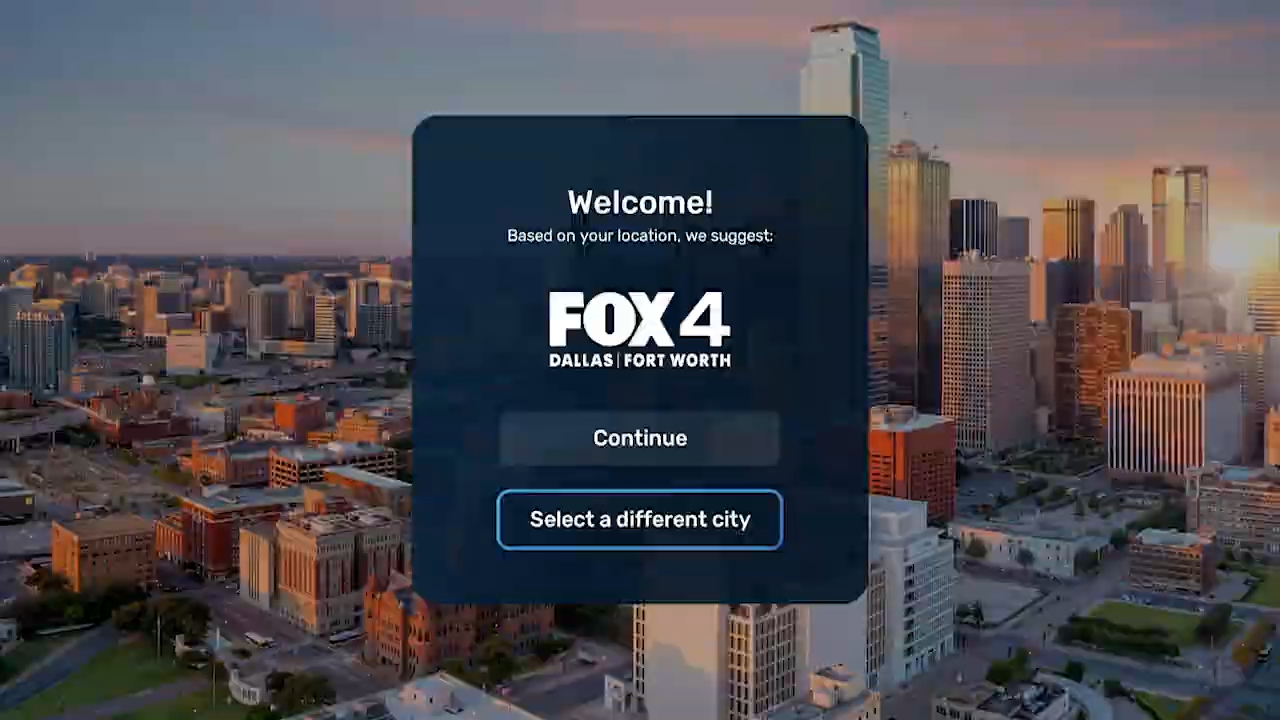 Welcome!
Based on your location, we suggest:
FOX 4
DALLAS | FORT WORTH
Continue
Select a different city